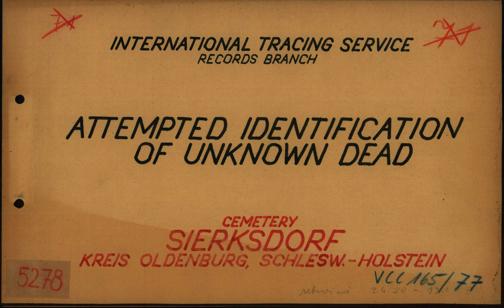 INTERNATIONAL TRACING SERVICE
RECORDS BRANCH
ATTEMPTED IDENTIFICATION
OF UNKNOWN DEAD
CEMETERY
SIERKSDORF
KREIS OLDENBURG, SCHLESW.-HOLSTEIN
5278
VCC 165/77